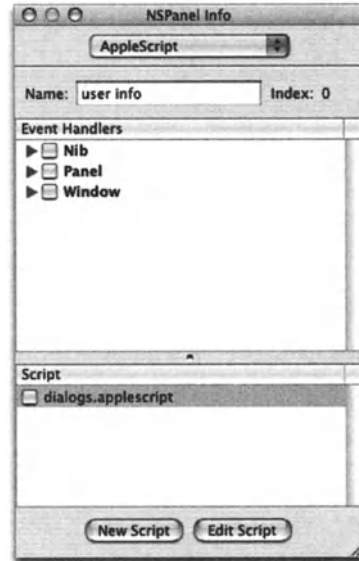 NSPanel Info
AppleScript
Name: user info Index: 0
Event Handlers
Nib
Panel
Window
Script
dialogs.applescript
New Script Edit Script